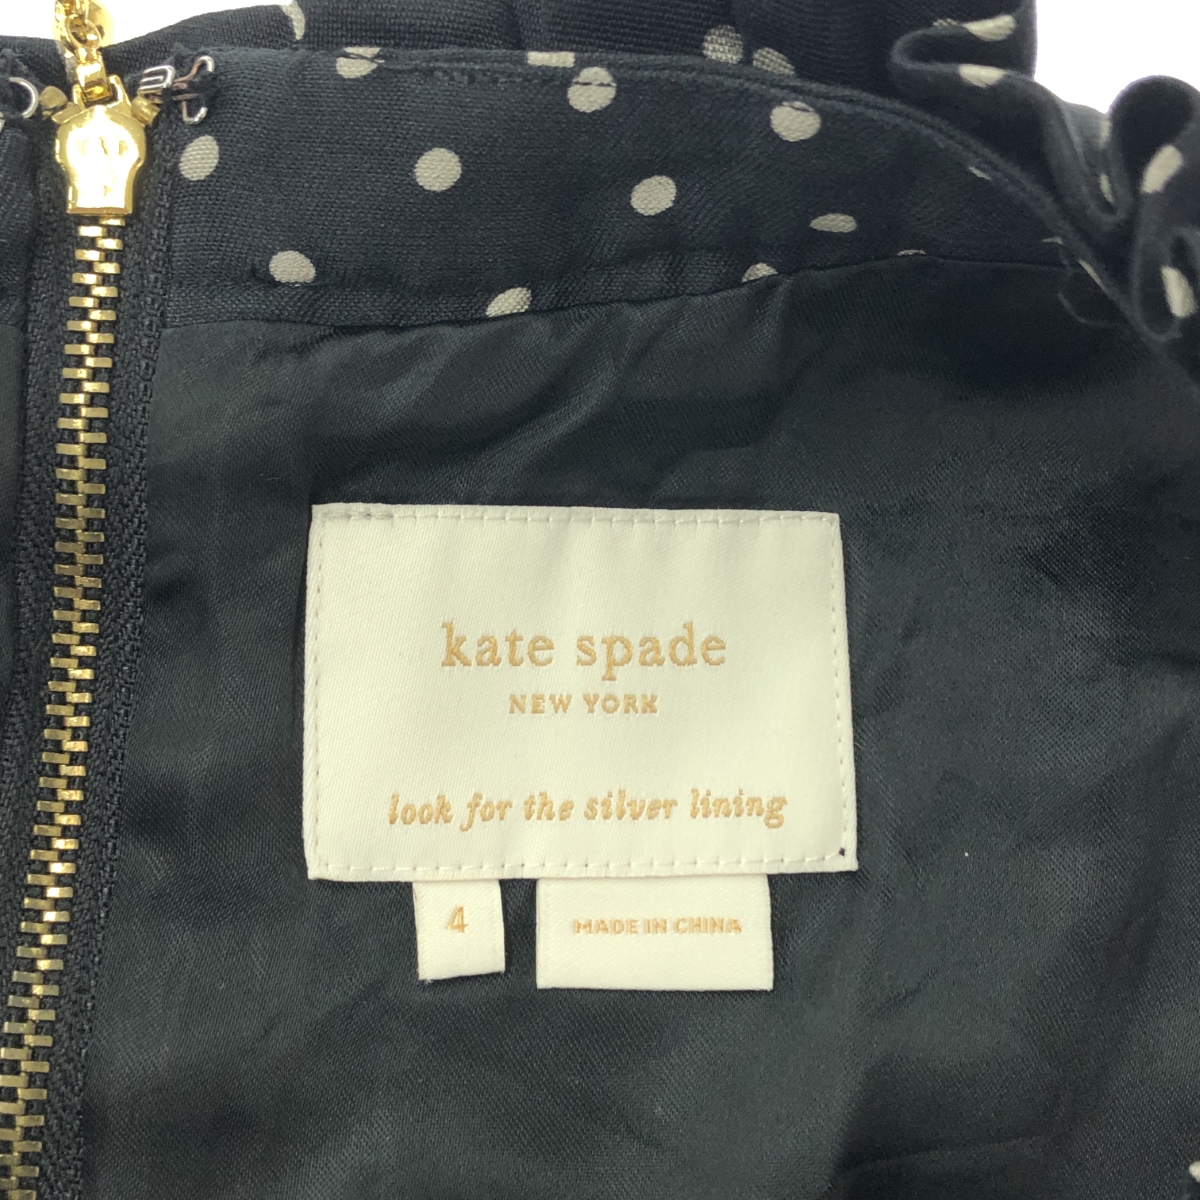 kate spade
NEW YORK
look for the silver lining
4
MADE IN CHINA